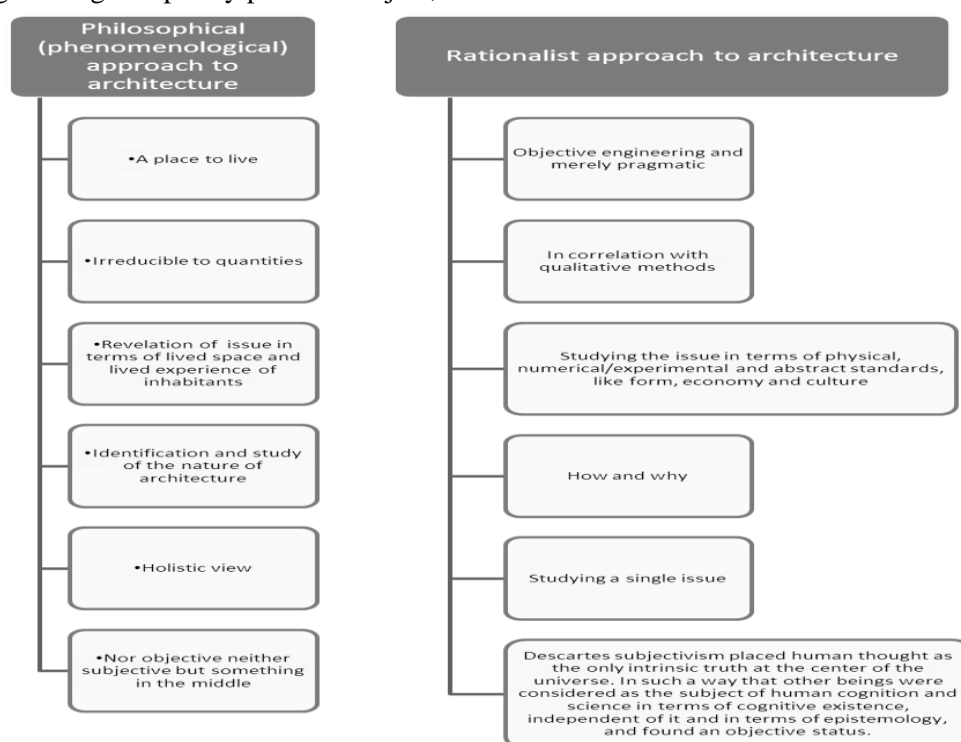 Philosophical
(phenomenological)
approach to
architecture
•A place to live
•Irreducible to quantities
•Revelation of issue in
terms of lived space and
lived experience of
inhabitants
•Identification and study
of the nature of
architecture
•Holistic view
•Nor objective neither
subjective but something
in the middle
Rationalist approach to architecture
Objective engineering and
merely pragmatic
In correlation with
qualitative methods
Studying the issue in terms of physical,
numerical/experimental and abstract standards,
like form, economy and culture
How and why
Studying a single issue
Descartes subjectivism placed human thought as
the only intrinsic truth at the center of the
universe. In such a way that other beings were
considered as the subject of human cognition and
science in terms of cognitive existence,
independent of it and in terms of epistemology,
and found an objective status.